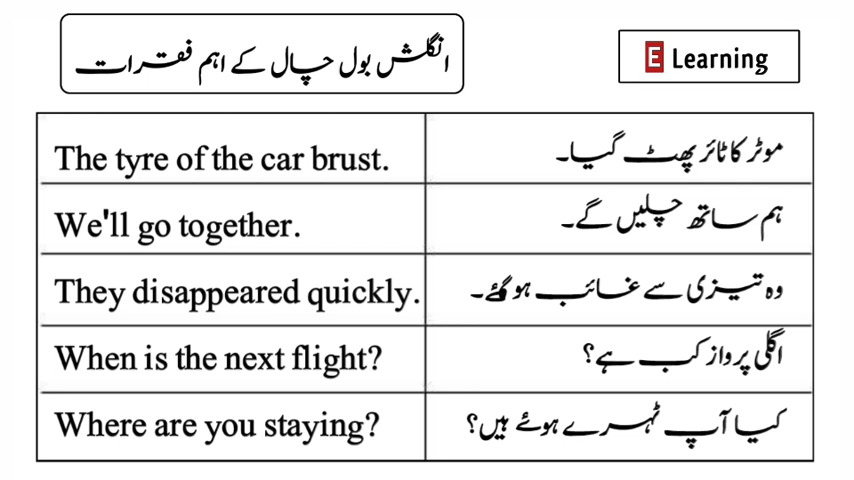 انگلش بول چال کے اہم فقرات
E Learning
The tyre of the car brust.
موٹر کا ٹائر پھٹ گیا۔
We'll go together.
ہم ساتھ چلیں گے۔
They disappeared quickly.
وہ تیزی سے غائب ہو گئے۔
When is the next flight?
اگلی پرواز کب ہے؟
Where are you staying?
کیا آپ ٹہرے ہوئے ہیں؟